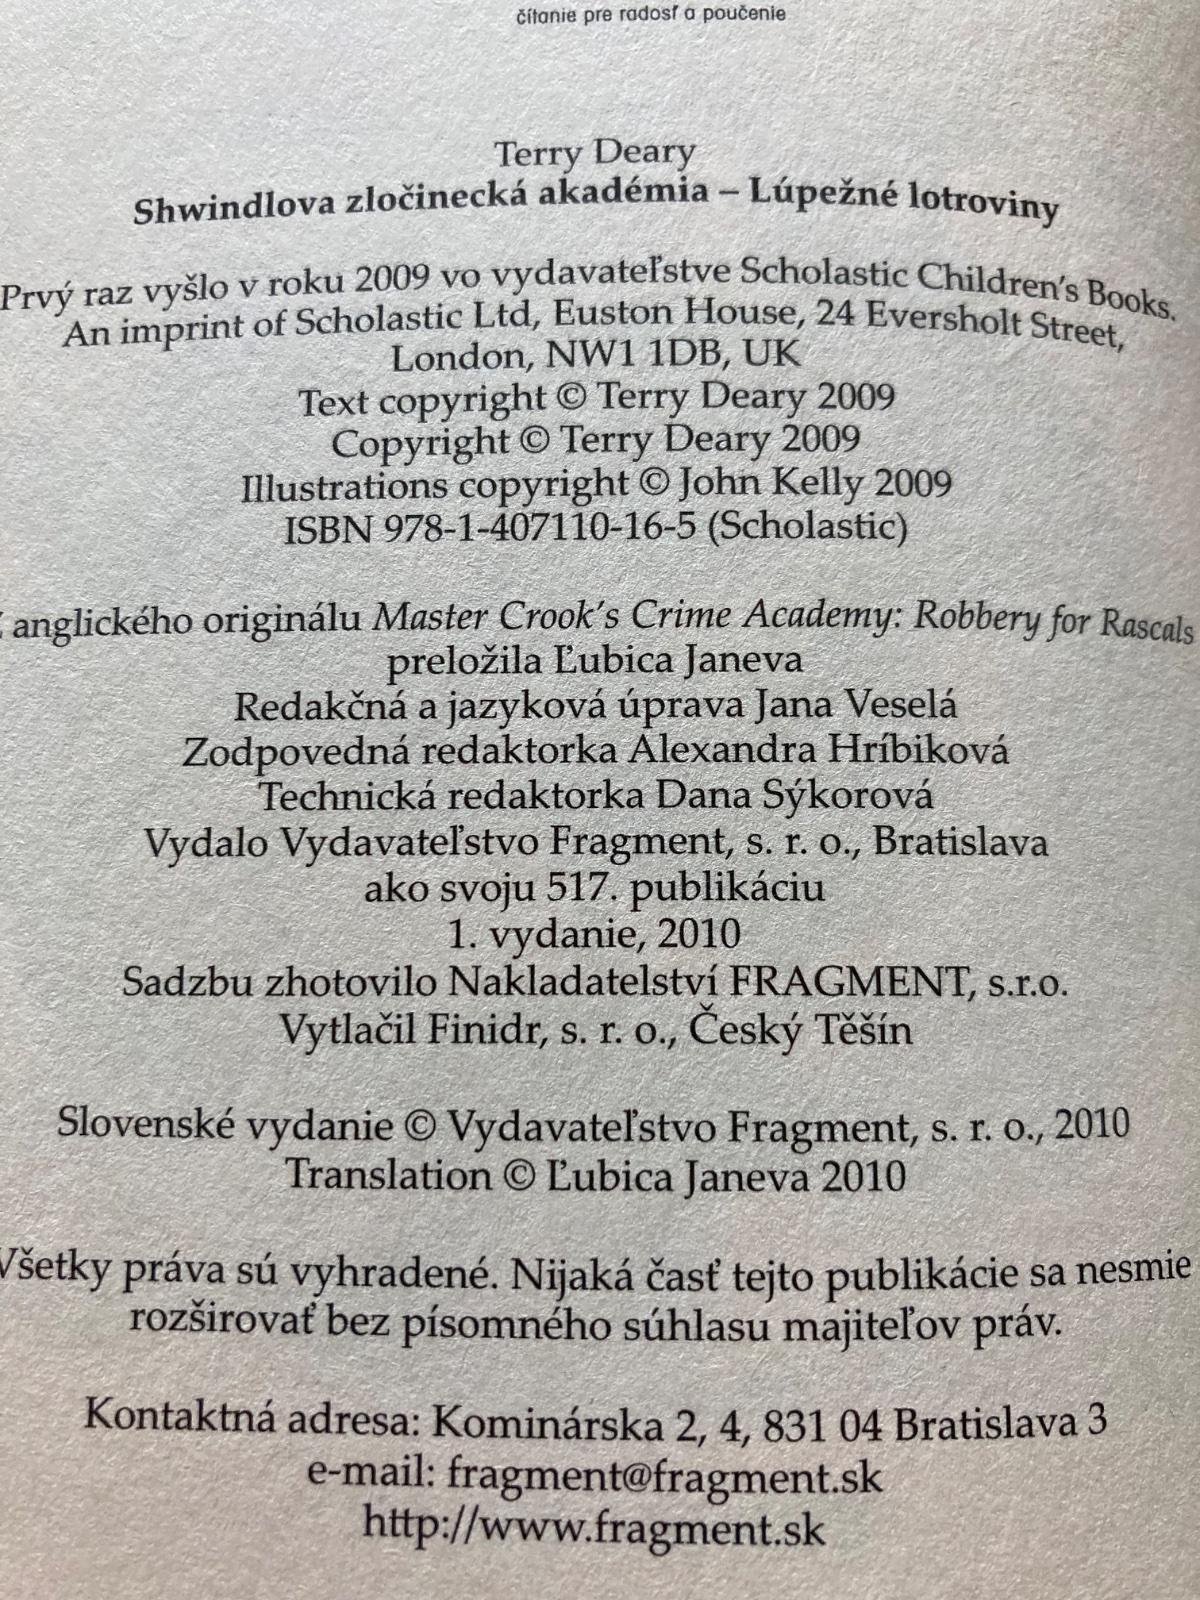 čítanie pre radosť a poučenie
Terry Deary
Shwindlova zločinecká akadémia – Lúpežné lotroviny
Prvý raz vyšlo v roku 2009 vo vydavateľstve Scholastic Children's Books.
An imprint of Scholastic Ltd, Euston House, 24 Eversholt Street,
London, NW1 1DB, UK
Text copyright © Terry Deary 2009
Copyright © Terry Deary 2009
Illustrations copyright © John Kelly 2009
ISBN 978-1-407110-16-5 (Scholastic)
Z anglického originálu Master Crook's Crime Academy: Robbery for Rascals
preložila Ľubica Janeva
Redakčná a jazyková úprava Jana Veselá
Zodpovedná redaktorka Alexandra Hríbiková
Technická redaktorka Dana Sýkorová
Vydalo Vydavateľstvo Fragment, s. r. o., Bratislava
ako svoju 517. publikáciu
1. vydanie, 2010
Sadzbu zhotovilo Nakladatelství FRAGMENT, s.r.o.
Vytlačil Finidr, s. r. o., Český Těšín
Slovenské vydanie © Vydavateľstvo Fragment, s. r. o., 2010
Translation © Ľubica Janeva 2010
Všetky práva sú vyhradené. Nijaká časť tejto publikácie sa nesmie
rozširovať bez písomného súhlasu majiteľov práv.
Kontaktná adresa: Kominárska 2, 4, 831 04 Bratislava 3
e-mail: fragment@fragment.sk
http://www.fragment.sk